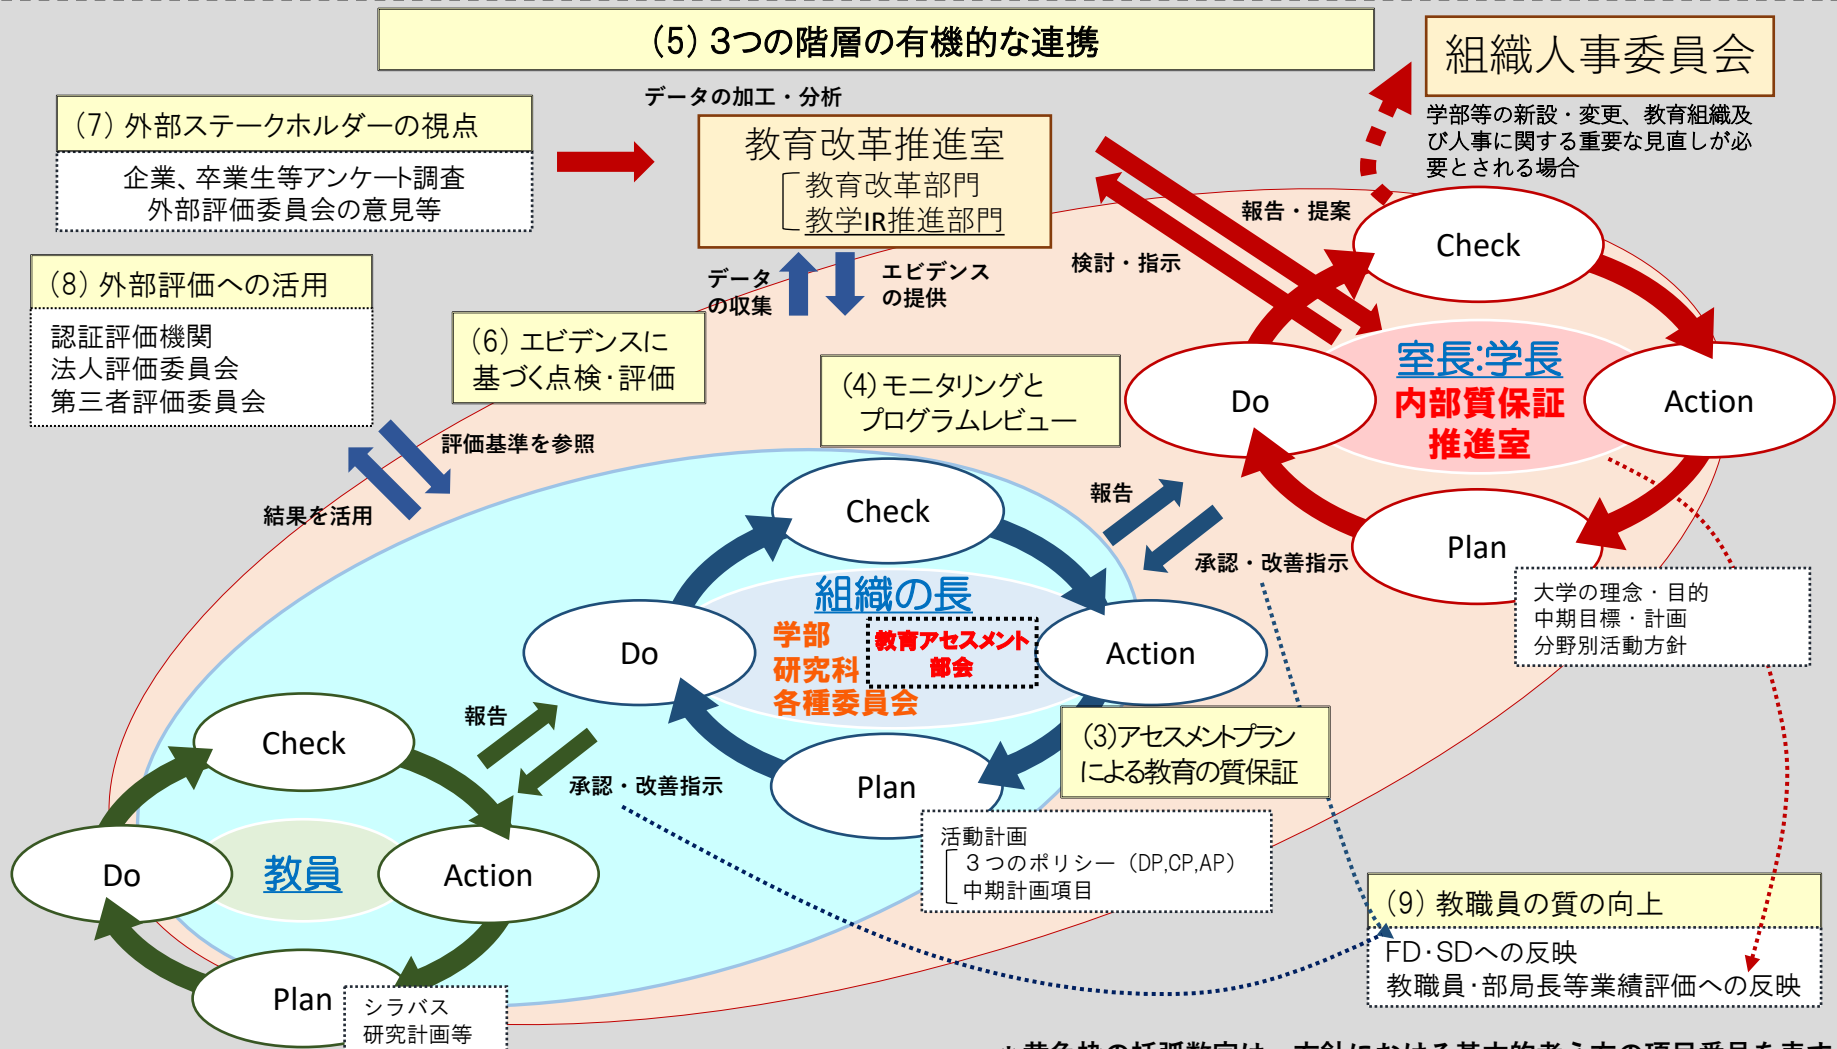 (5) 3つの階層の有機的な連携
組織人事委員会
学部等の新設・変更、教育組織及
び人事に関する重要な見直しが必
要とされる場合
(7) 外部ステークホルダーの視点
企業、卒業生等アンケート調査
外部評価委員会の意見等
データの加工・分析
教育改革推進室
教育改革部門
教学IR推進部門
データ
の収集
エビデンス
の提供
報告・提案
検討・指示
(8) 外部評価への活用
認証評価機関
法人評価委員会
第三者評価委員会
(6) エビデンスに
基づく点検・評価
評価基準を参照
結果を活用
(4) モニタリングと
プログラムレビュー
Check
Do
室長:学長
内部質保証
推進室
Action
Plan
大学の理念・目的
中期目標・計画
分野別活動方針
報告
承認・改善指示
Check
Do
組織の長
学部
研究科
各種委員会
教育アセスメント
部会
Action
Plan
(3)アセスメントプラン
による教育の質保証
活動計画
3つのポリシー（DP,CP,AP）
中期計画項目
報告
承認・改善指示
Check
Do
教員
Action
Plan
シラバス
研究計画等
(9) 教職員の質の向上
FD・SDへの反映
教職員・部局長等業績評価への反映